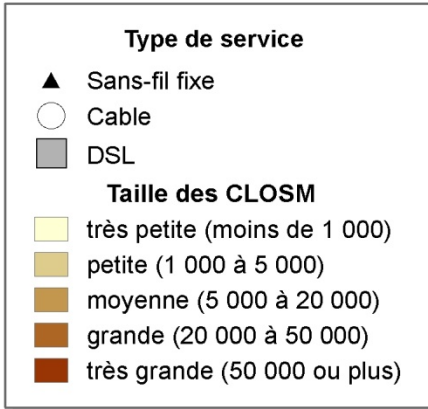 Type de service
Sans-fil fixe
Cable
DSL
Taille des CLOSM
très petite (moins de 1 000)
petite (1 000 à 5 000)
moyenne (5 000 à 20 000)
grande (20 000 à 50 000)
très grande (50 000 ou plus)